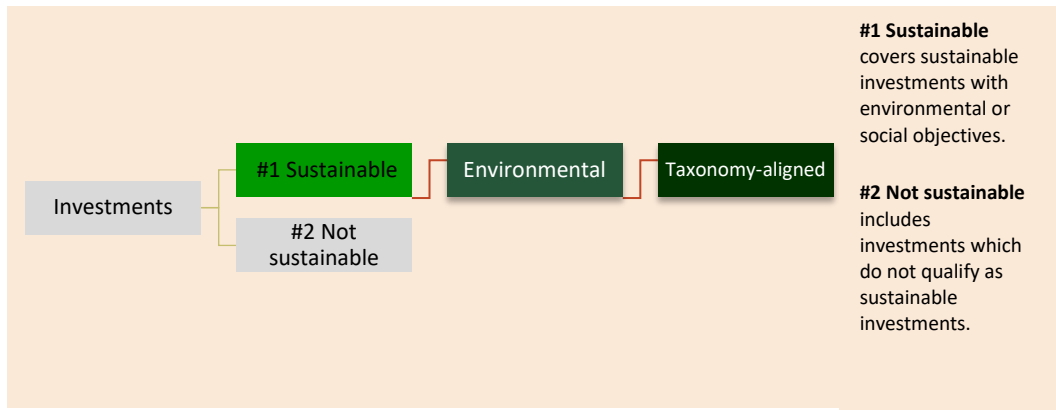 Investments
#1 Sustainable
#2 Not
sustainable
Environmental
Taxonomy-aligned
#1 Sustainable
covers sustainable
investments with
environmental or
social objectives.
#2 Not sustainable
includes
investments which
do not qualify as
sustainable
investments.